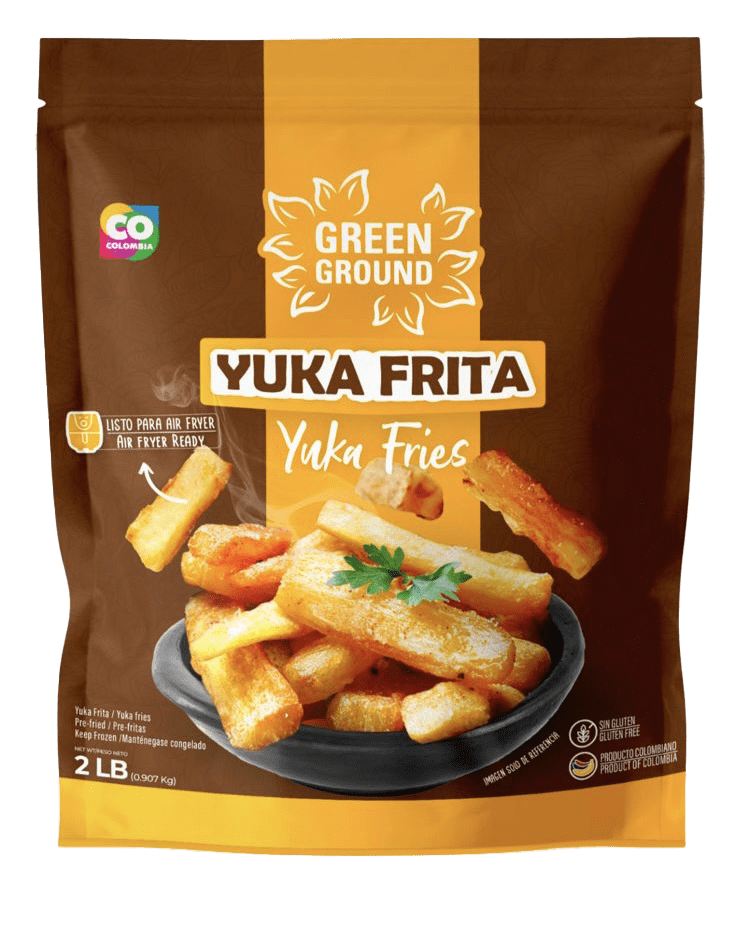 CO
COLOMBIA
GREEN
GROUND
YUKA FRITA
Yuka Fries
LISTO PARA AIR FRYER
AIR FRYER READY
Yuka Frita / Yuka fries
Pre-fried / Pre-fritas
Keep Frozen /Manténegase congelado
NET WT/PESO NETO
2 LB (0.907 Kg)
IMAGEN SOLO DE REFERENCIA
SIN GLUTEN
GLUTEN FREE
PRODUCTO COLOMBIANO
PRODUCT OF COLOMBIA